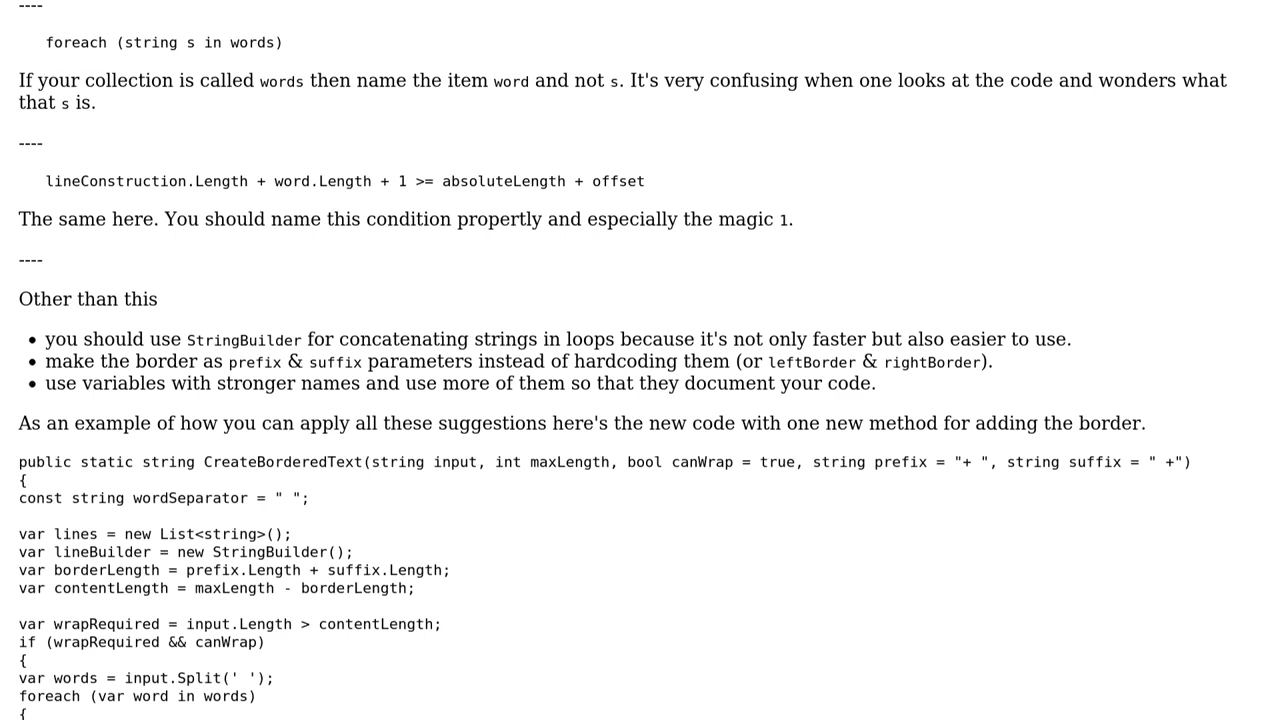 ----
foreach (string s in words)
If your collection is called words then name the item word and not s. It's very confusing when one looks at the code and wonders what
that s is.
----
lineConstruction.Length + word.Length + 1 >= absoluteLength + offset
The same here. You should name this condition propertly and especially the magic 1.
----
Other than this
• you should use StringBuilder for concatenating strings in loops because it's not only faster but also easier to use.
• make the border as prefix & suffix parameters instead of hardcoding them (or leftBorder & rightBorder).
• use variables with stronger names and use more of them so that they document your code.
As an example of how you can apply all these suggestions here's the new code with one new method for adding the border.
public static string CreateBorderedText(string input, int maxLength, bool canWrap = true, string prefix = "+ ", string suffix = " +")
{
const string wordSeparator = " ";
var lines = new List<string>();
var lineBuilder = new StringBuilder();
var borderLength = prefix.Length + suffix.Length;
var contentLength = maxLength - borderLength;
var wrapRequired = input.Length > contentLength;
if (wrapRequired && canWrap)
{
var words = input.Split(' ');
foreach (var word in words)
{